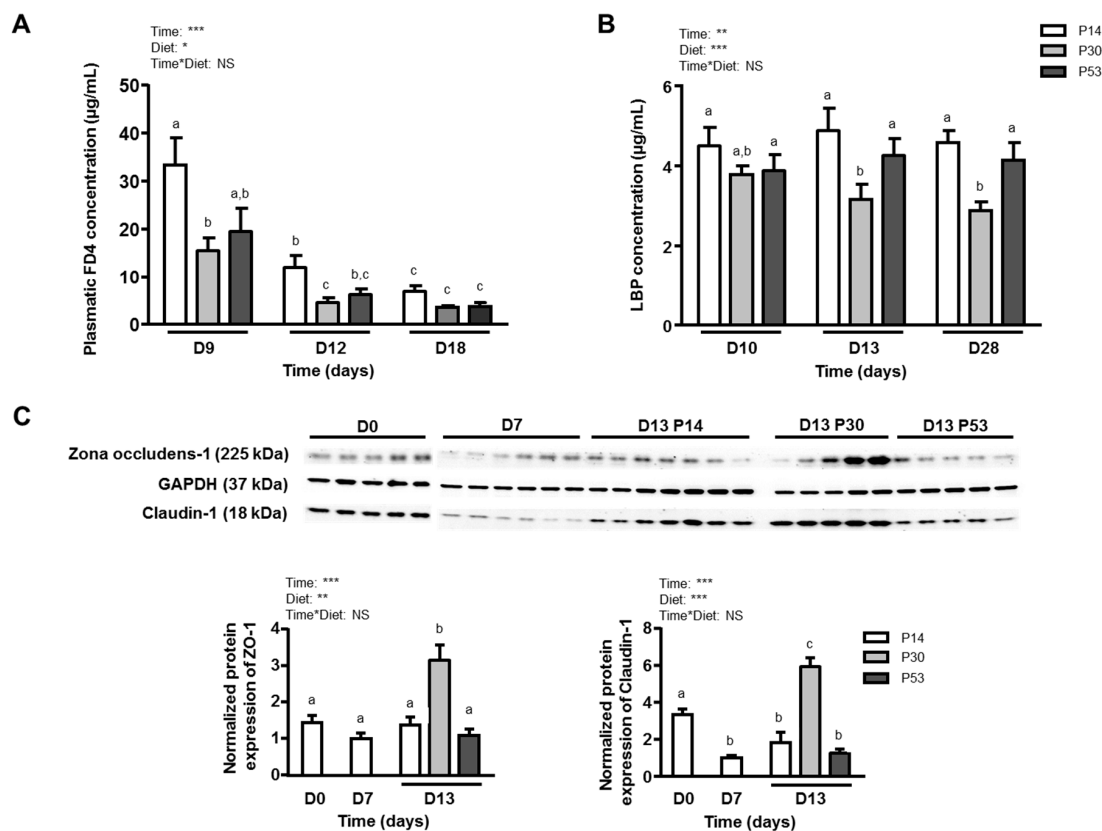 A
Time: ***
Diet: *
Time*Diet: NS
Plasmatic FD4 concentration (µg/mL)
50
40
30
20
10
0
a
b
a,b
b
c
b,c
c
c
c
D9
D12
D18
Time (days)
B
Time: **
Diet: ***
Time*Diet: NS
P14
P30
P53
LBP concentration (µg/mL)
6
4
2
0
a
a,b
a
a
b
a
a
b
a
D10
D13
D28
Time (days)
C
D0
D7
D13 P14
D13 P30
D13 P53
Zona occludens-1 (225 kDa)
GAPDH (37 kDa)
Claudin-1 (18 kDa)
Time: ***
Diet: **
Time*Diet: NS
Normalized protein
expression of ZO-1
4
3
2
1
0
a
a
a
b
a
D0
D7
D13
Time (days)
Time: ***
Diet: ***
Time*Diet: NS
Normalized protein
expression of Claudin-1
8
6
4
2
0
a
b
b
c
b
D0
D7
D13
Time (days)
P14
P30
P53